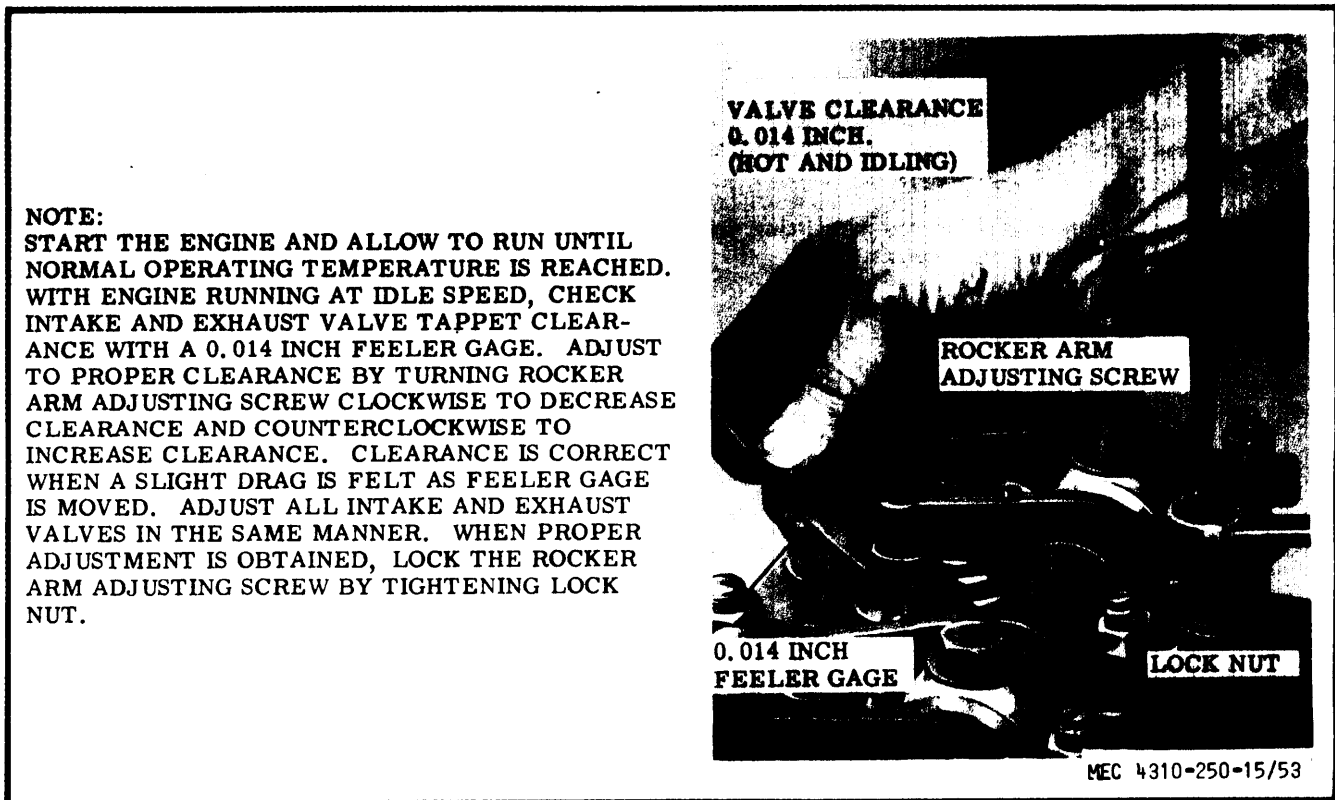 NOTE:
START THE ENGINE AND ALLOW TO RUN UNTIL
NORMAL OPERATING TEMPERATURE IS REACHED.
WITH ENGINE RUNNING AT IDLE SPEED, CHECK
INTAKE AND EXHAUST VALVE TAPPET CLEAR-
ANCE WITH A 0.014 INCH FEELER GAGE. ADJUST
TO PROPER CLEARANCE BY TURNING ROCKER
ARM ADJUSTING SCREW CLOCKWISE TO DECREASE
CLEARANCE AND COUNTERCLOCKWISE TO
INCREASE CLEARANCE. CLEARANCE IS CORRECT
WHEN A SLIGHT DRAG IS FELT AS FEELER GAGE
IS MOVED. ADJUST ALL INTAKE AND EXHAUST
VALVES IN THE SAME MANNER. WHEN PROPER
ADJUSTMENT IS OBTAINED, LOCK THE ROCKER
ARM ADJUSTING SCREW BY TIGHTENING LOCK
NUT.
VALVE CLEARANCE
0.014 INCH.
(HOT AND IDLING)
ROCKER ARM
ADJUSTING SCREW
0.014 INCH
FEELER GAGE
LOCK NUT
MEC 4310-250-15/53